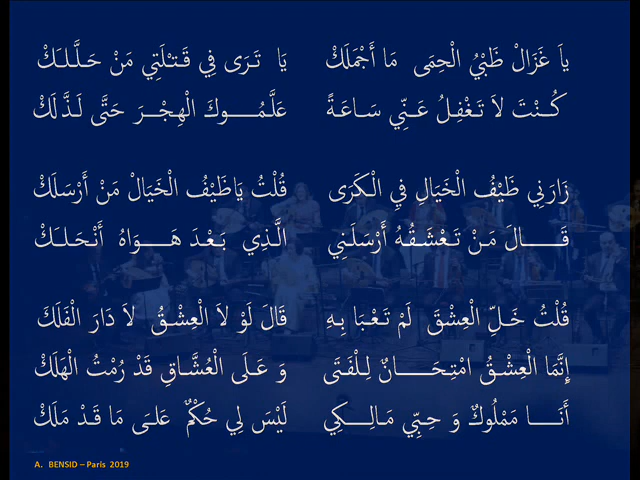 يَا غَزَالْ ظَبْيُ الْحِمَى مَا أَجْمَلَكْ يَا تَرَى فِي قَتْلَتِي مَنْ حَلَّلَكْ
كُنْتَ لاَ تَغْفِلُ عَنِّي سَاعَةً عَلَّمُوكَ الْهِجْرَ حَتَّى لَذَّ لَكْ
زَارَنِي طَيْفُ الْخَيَالِ فِي الْكَرَى قُلْتُ يَا طَيْفُ الْخَيَالْ مَنْ أَرْسَلَكْ
قَالَ مَنْ تَعْشَقُهُ أَرْسَلَنِي الَّذِي بَعْدَ هَوَاهُ أَنْحَلَكْ
قُلْتُ خَلِّ الْعِشْقَ لَمْ تَعْبَا بِهِ قَالَ لَوْ لاَ الْعِشْقُ لاَ دَارَ الْفَلَكَ
إِنَّمَا الْعِشْقُ امْتِحَانٌ لِلْفَتَى وَ عَلَى الْعُشَّاقِ قَدْ رُمْتُ الْهَلَكْ
أَنَا مَمْلُوكٌ وَ حِبِّي مَالِكِي لَيْسَ لِي حُكْمٌ عَلَى مَا قَدْ مَلَكْ
A. BENSID – Paris 2019